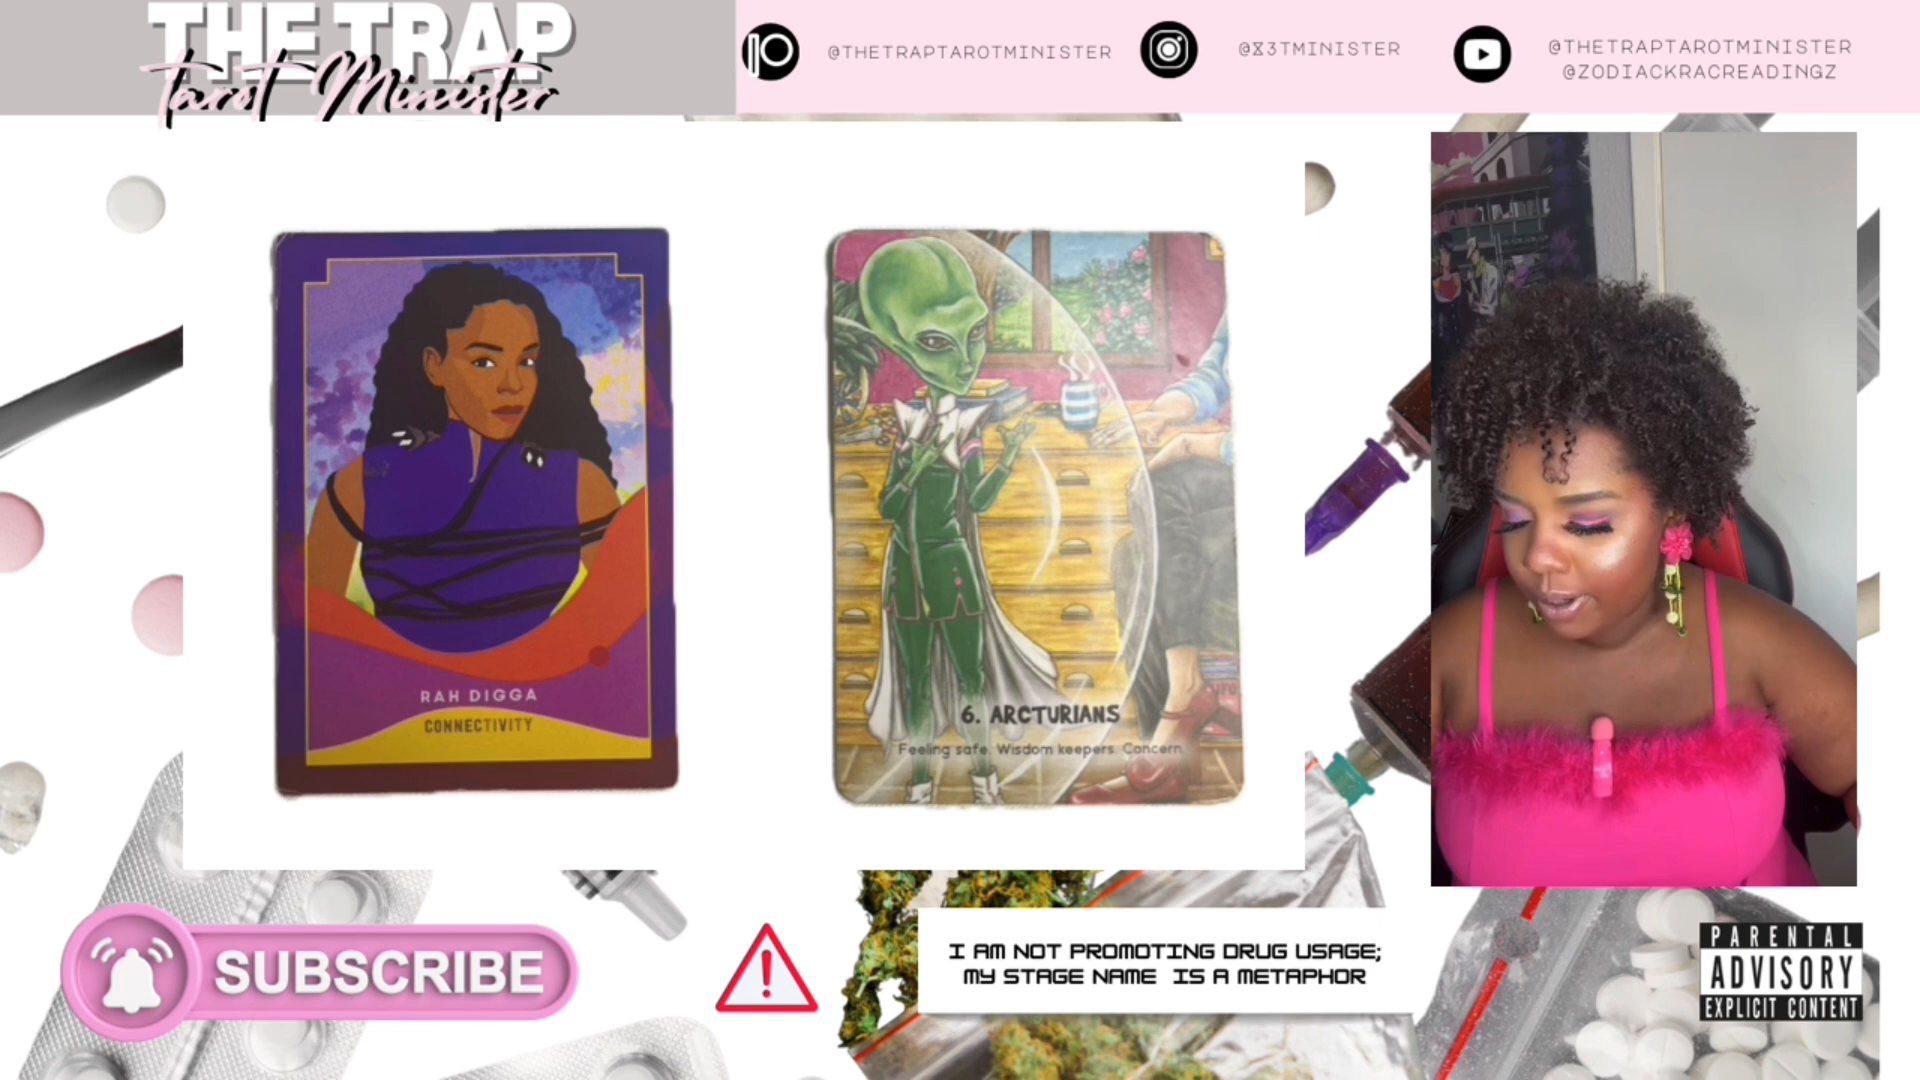 THE TRAP
Tarot Minister
@THETRAPTAROTMINISTER
@X3TMINISTER
@THETRAPTAROTMINISTER
@ZODIACKRACREADINGZ
RAH DIGGA
CONNECTIVITY
6. ARCTURIANS
Feeling safe. Wisdom keepers. Concern.
SUBSCRIBE
I AM NOT PROMOTING DRUG USAGE;
MY STAGE NAME IS A METAPHOR
PARENTAL
ADVISORY
EXPLICIT CONTENT